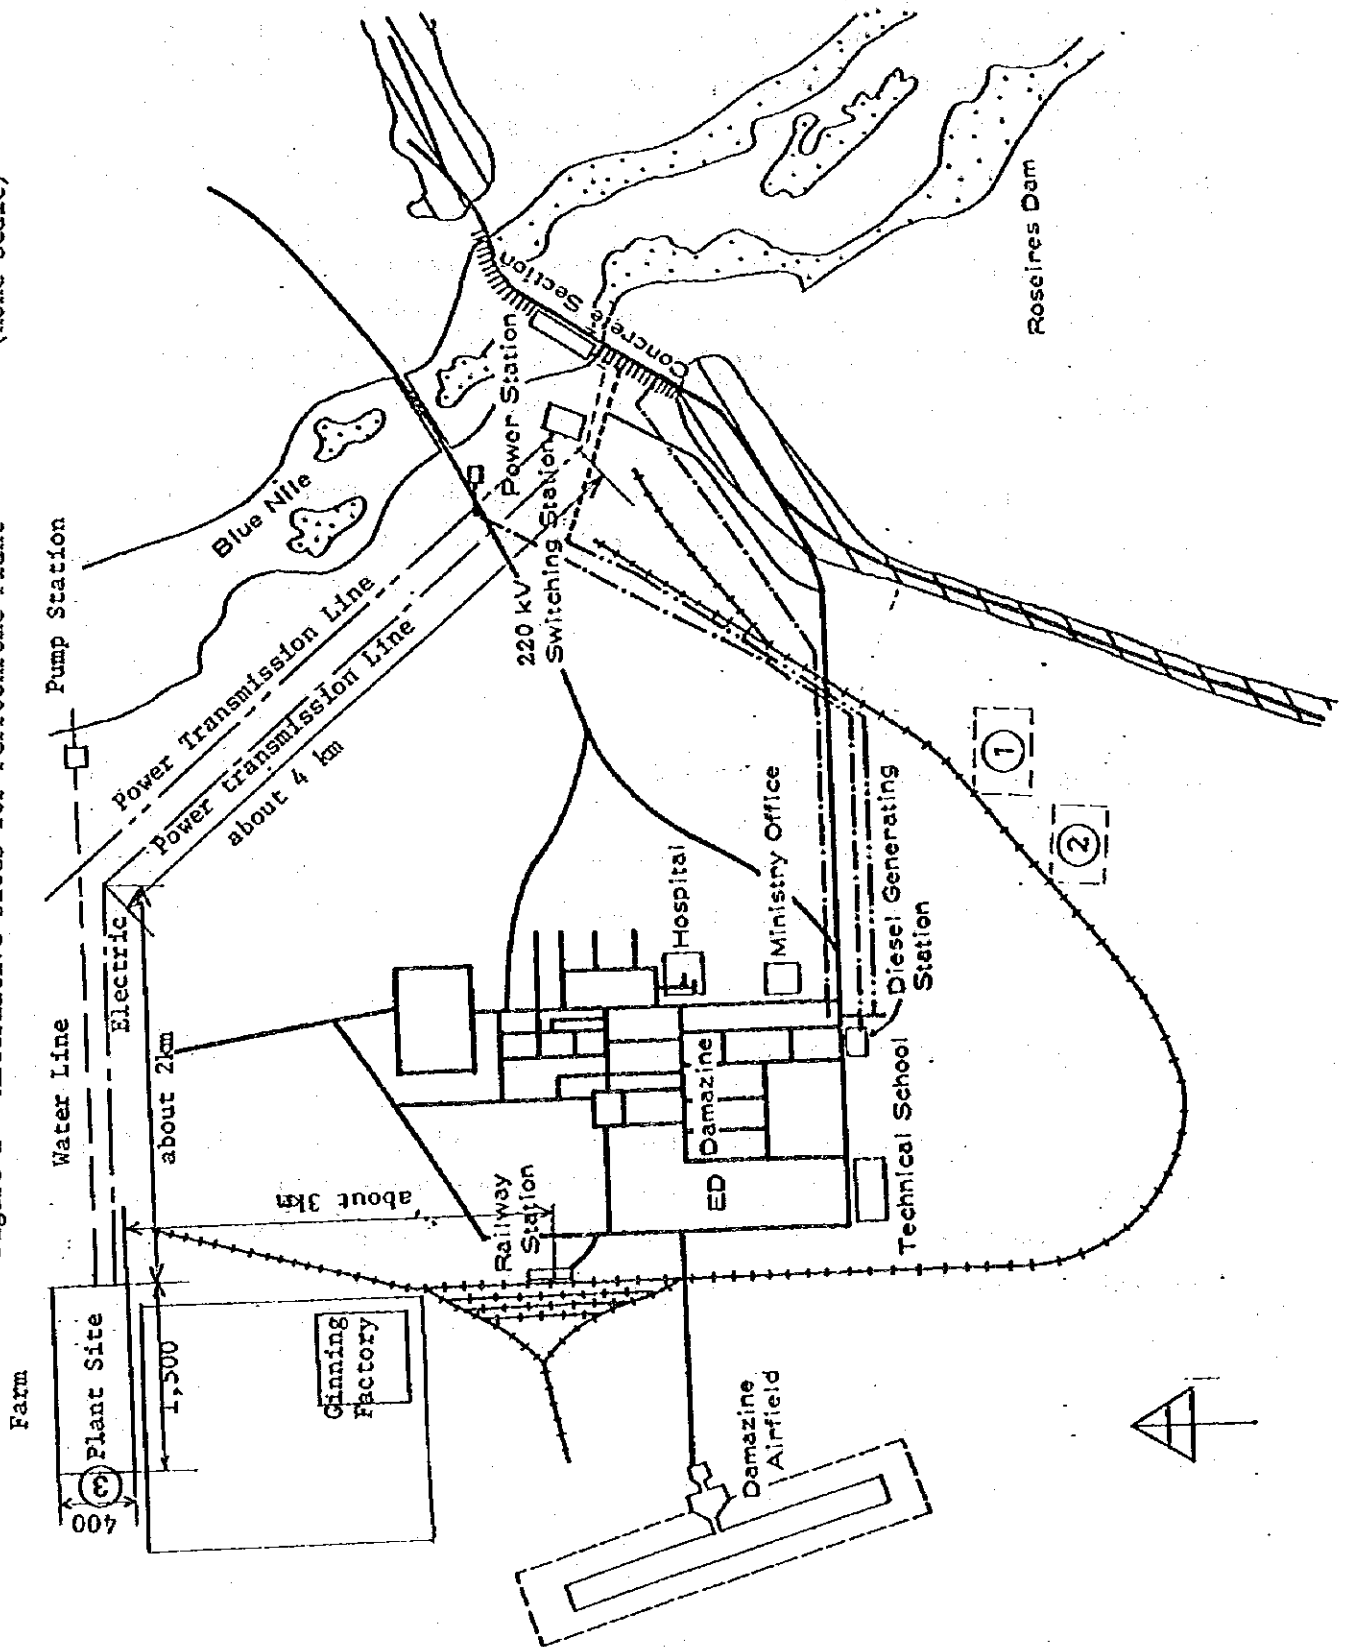 Farm
400
③ Plant Site
1,500
Ginning
Factory
Water Line
Electric
about 2km
about 3km
Pump Station
Power Transmission Line
Power transmission Line
about 4 km
Blue Nile
220 kV
Switching Station
Power Station
Concrete Section
Roseires Dam
Railway
Station
Hospital
Ministry Office
ED
Damazine
Diesel Generating
Station
Technical School
Damazine
Airfield
①
②